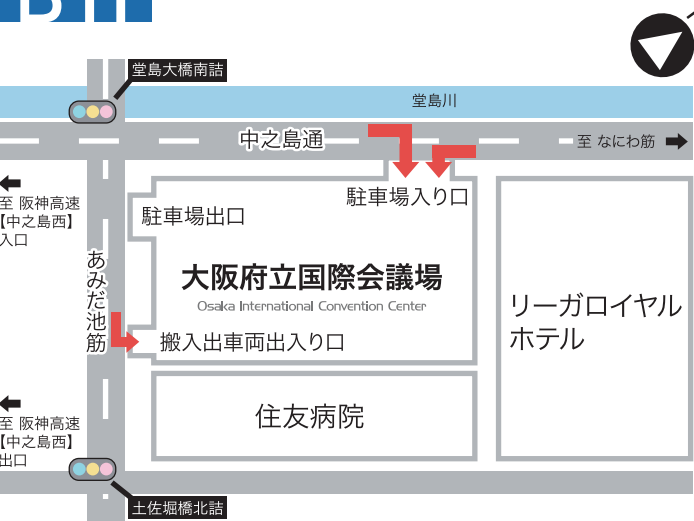 堂島大橋南詰
堂島川
中之島通
至 なにわ筋
至 阪神高速
【中之島西】
入口
駐車場入り口
駐車場出口
あみだ池筋
大阪府立国際会議場
Osaka International Convention Center
リーガロイヤル
ホテル
搬入出車両出入り口
至 阪神高速
【中之島西】
出口
住友病院
土佐堀橋北詰